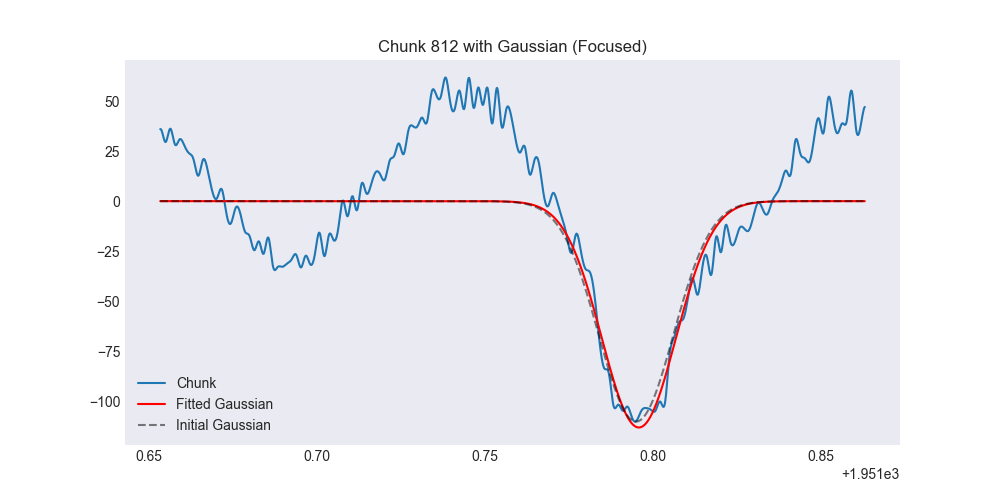 Chunk 812 with Gaussian (Focused)
50
25
0
−25
−50
−75
−100
Chunk
Fitted Gaussian
Initial Gaussian
0.65 0.70 0.75 0.80 0.85
+1.951e3